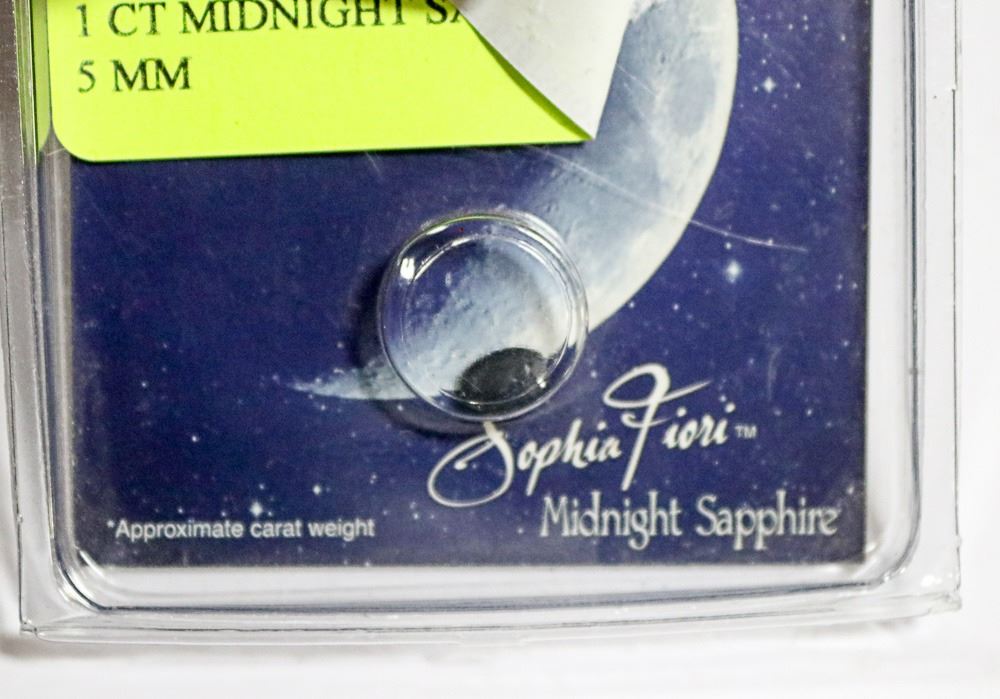 1 CT MIDNIGHT
5 MM
Sophia Fiori™
Midnight Sapphire
*Approximate carat weight